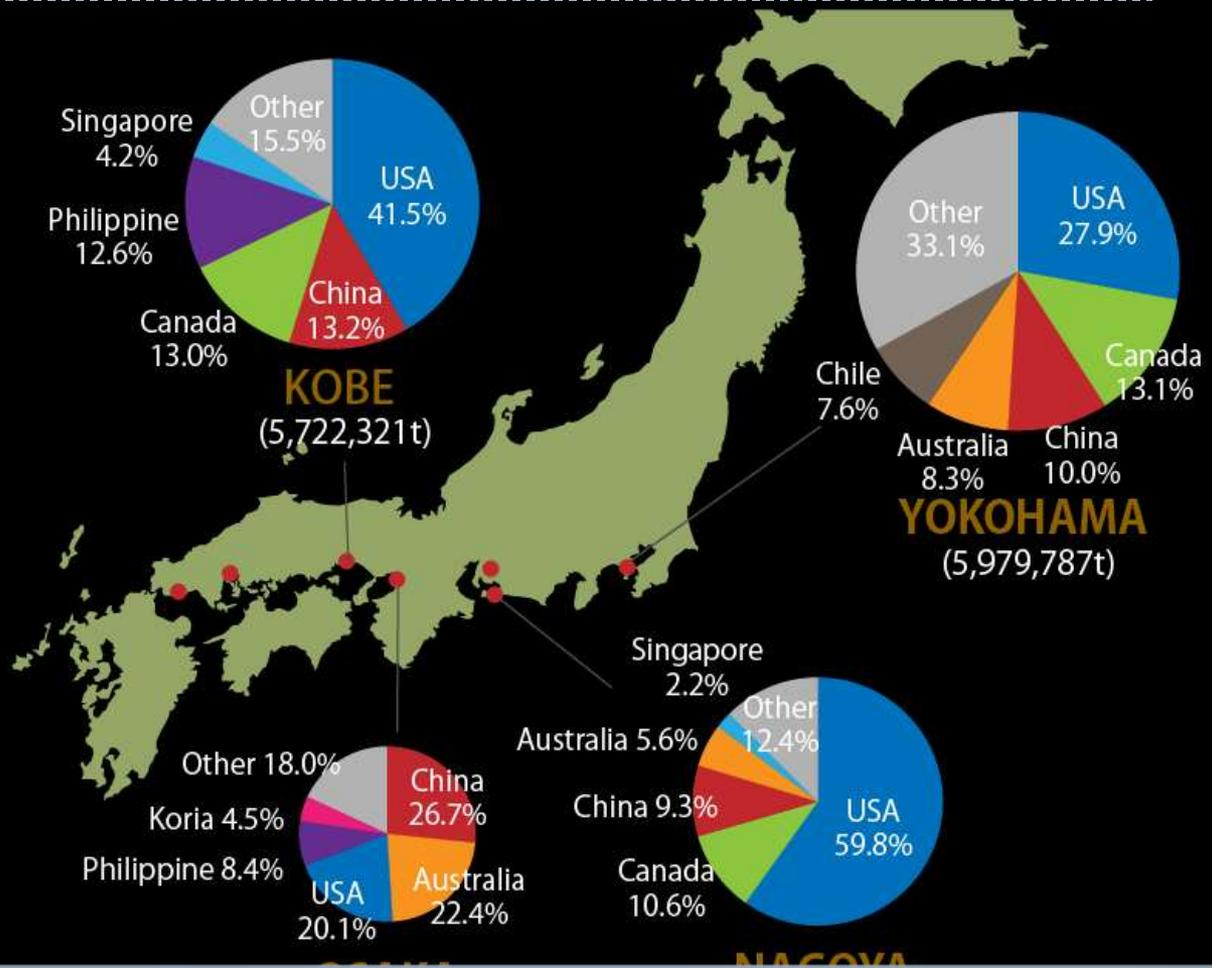 Singapore
4.2%
Other
15.5%
USA
41.5%
Philippine
12.6%
China
13.2%
Canada
13.0%
KOBE
(5,722,321t)
Other
33.1%
USA
27.9%
Canada
13.1%
Chile
7.6%
Australia
8.3%
China
10.0%
YOKOHAMA
(5,979,787t)
Other 18.0%
China
26.7%
Koria 4.5%
Philippine 8.4%
USA
20.1%
Australia
22.4%
OSAKA
Singapore
2.2%
Other
12.4%
Australia 5.6%
China 9.3%
USA
59.8%
Canada
10.6%
NAGOYA